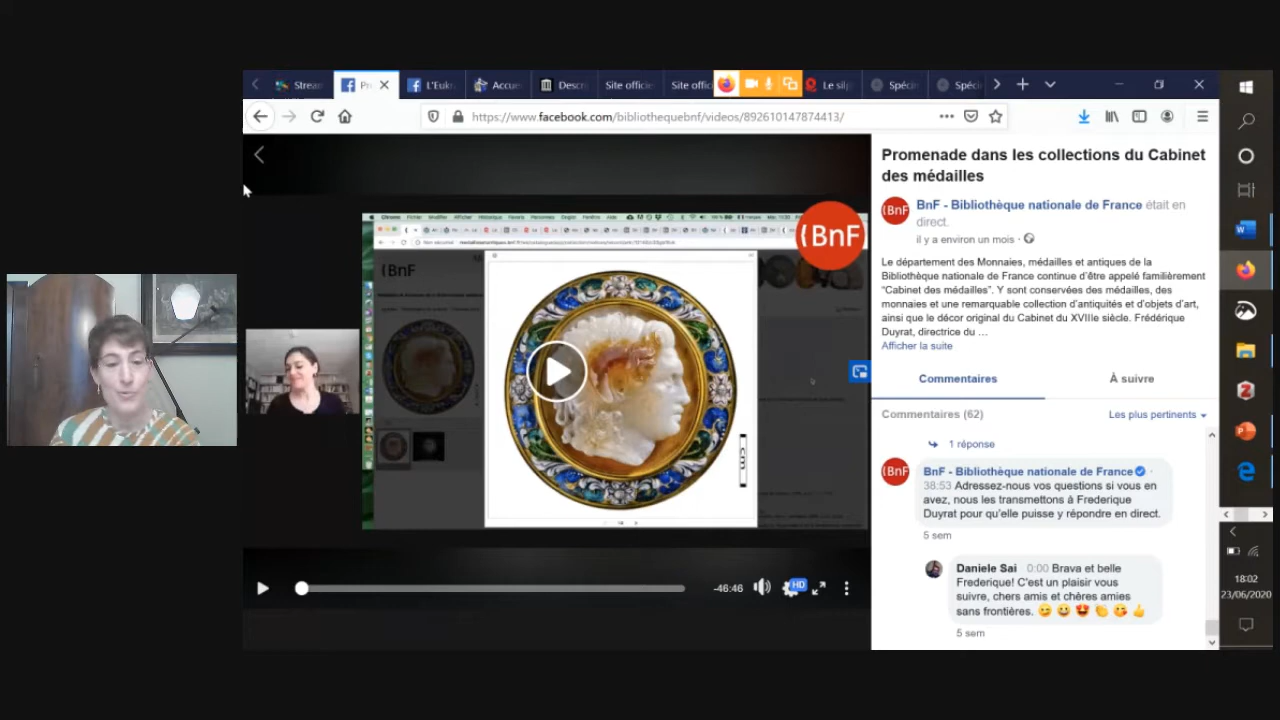 Stream
Pr
L'Euk
Accue
Desc
Site officie
Site offici
Le sil
Spéci
Spéci
https://www.facebook.com/bibliothequebnf/videos/892610147874413/
Promenade dans les collections du Cabinet
des médailles
BnF - Bibliothèque nationale de France était en
direct.
il y a environ un mois ·
Le département des Monnaies, médailles et antiques de la
Bibliothèque nationale de France continue d'être appelé familièrement
"Cabinet des médailles". Y sont conservées des médailles, des
monnaies et une remarquable collection d'antiquités et d'objets d'art,
ainsi que le décor original du Cabinet du XVIIIe siècle. Frédérique
Duyrat, directrice du ...
Afficher la suite
Commentaires
À suivre
Commentaires (62)
Les plus pertinents
1 réponse
BnF - Bibliothèque nationale de France ·
38:53 Adressez-nous vos questions si vous en
avez, nous les transmettons à Frederique
Duyrat pour qu'elle puisse y répondre en direct.
5 sem
Daniele Sai 0:00 Brava et belle
Frederique! C'est un plaisir vous
suivre, chers amis et chères amies
sans frontières. 😏 😀 🤩 👏 😘 👍
5 sem
(BnF
(BnF
(BnF
(BnF
cm
-46:46
HD
18:02
23/06/2020